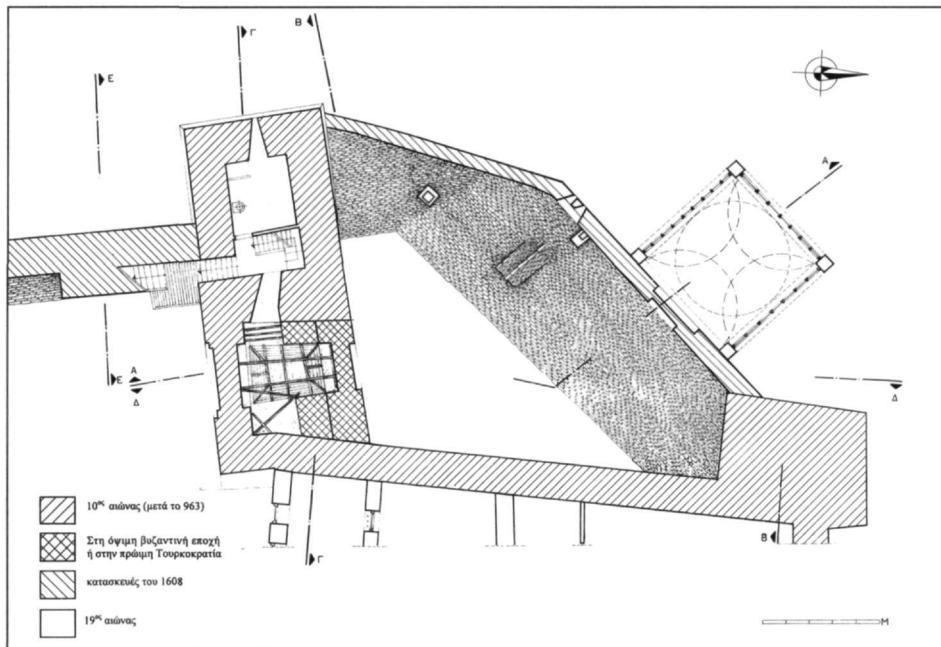 B
Γ
E
A
E
A
Δ
Δ
B
Γ
10ος αιώνας (μετά το 963)
Στη όψιμη βυζαντινή εποχή
ή στην πρώιμη Τουρκοκρατία
κατασκευές του 1608
19ος αιώνας
M